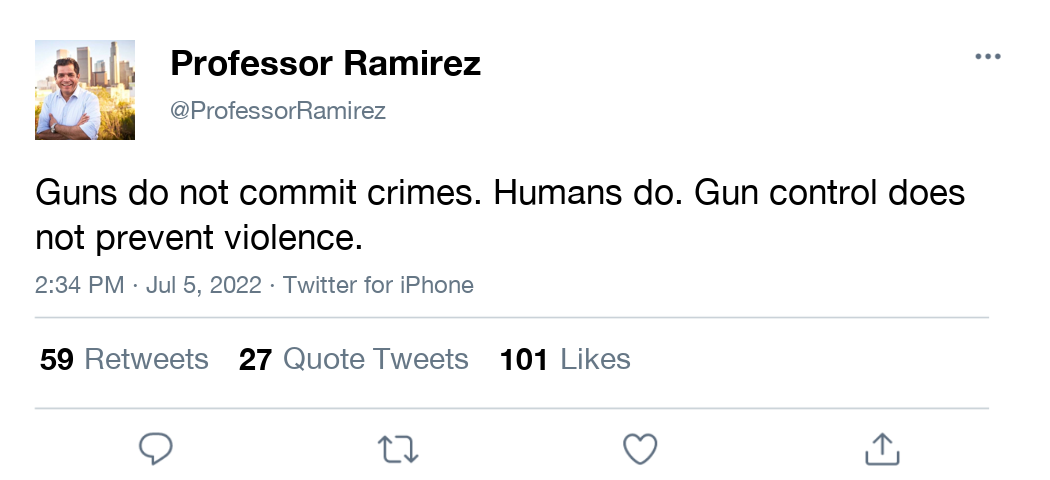 Professor Ramirez
@ProfessorRamirez
Guns do not commit crimes. Humans do. Gun control does
not prevent violence.
2:34 PM · Jul 5, 2022 · Twitter for iPhone
59 Retweets 27 Quote Tweets 101 Likes